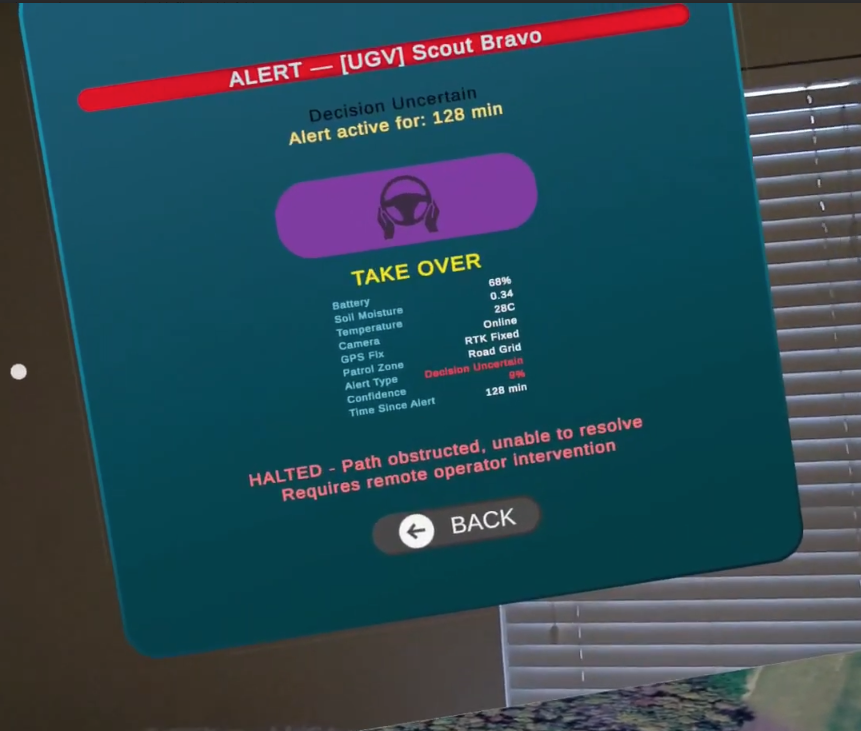 ALERT — [UGV] Scout Bravo
Decision Uncertain
Alert active for: 128 min
TAKE OVER
Battery 68%
Soil Moisture 0.34
Temperature 28C
Camera Online
GPS Fix RTK Fixed
Patrol Zone Road Grid
Alert Type Decision Uncertain
Confidence 9%
Time Since Alert 128 min
HALTED - Path obstructed, unable to resolve
Requires remote operator intervention
BACK